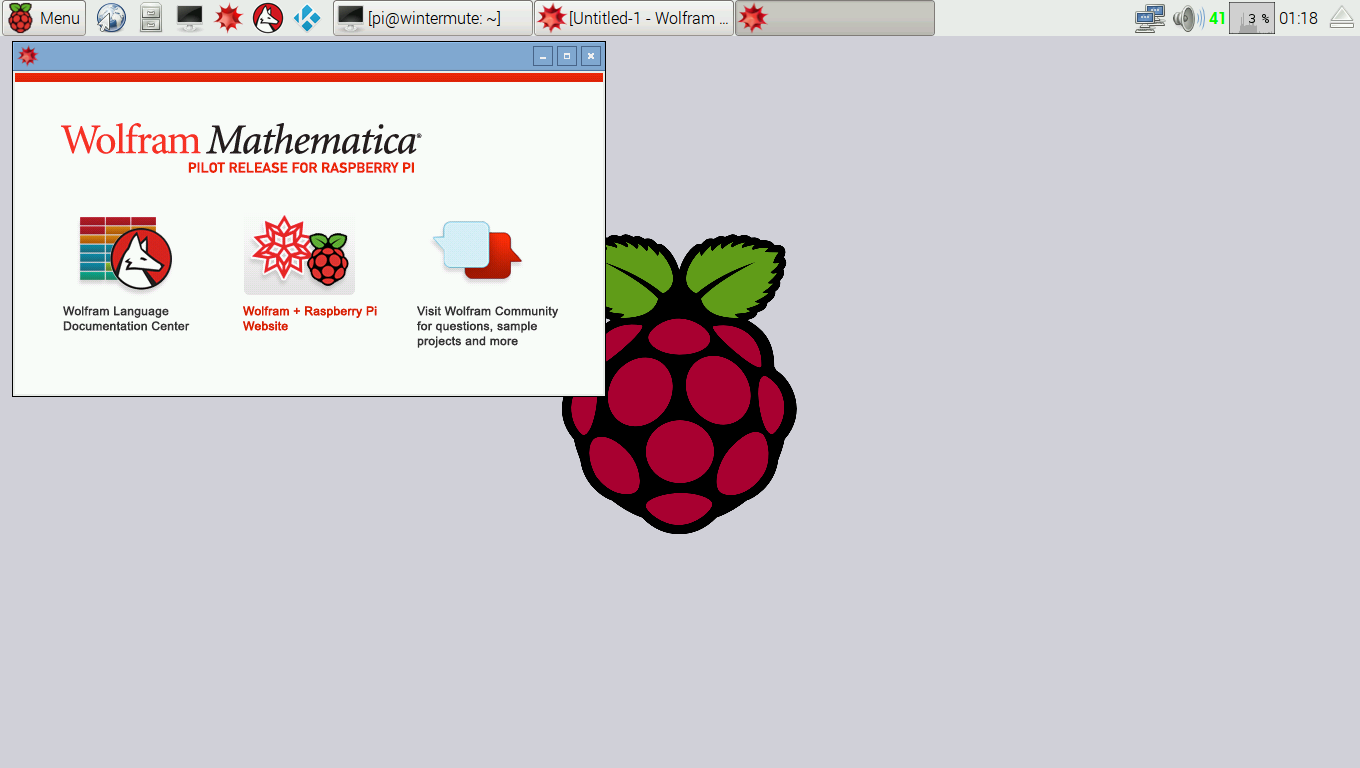 Menu
[pi@wintermute: ~]
[Untitled-1 - Wolfram ...
41
3 %
01:18
Wolfram Mathematica®
PILOT RELEASE FOR RASPBERRY PI
Wolfram Language
Documentation Center
Wolfram + Raspberry Pi
Website
Visit Wolfram Community
for questions, sample
projects and more